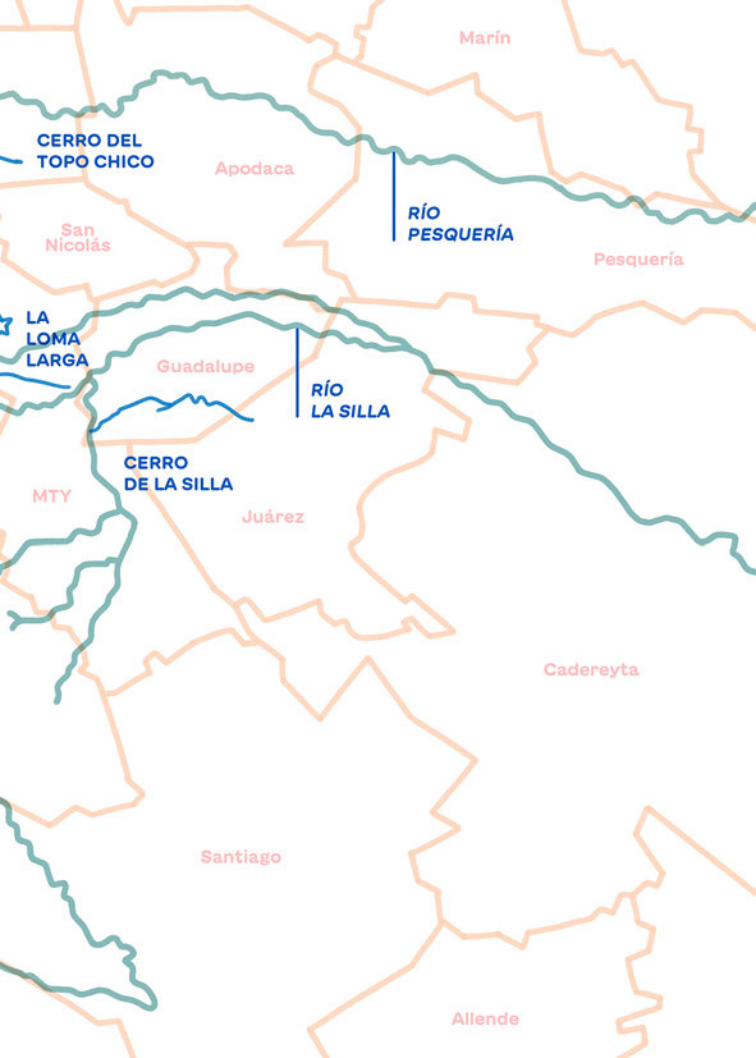 Marín
CERRO DEL
TOPO CHICO
Apodaca
RÍO
PESQUERÍA
San
Nicolás
Pesquería
LA
LOMA
LARGA
Guadalupe
RÍO
LA SILLA
CERRO
DE LA SILLA
MTY
Juárez
Cadereyta
Santiago
Allende